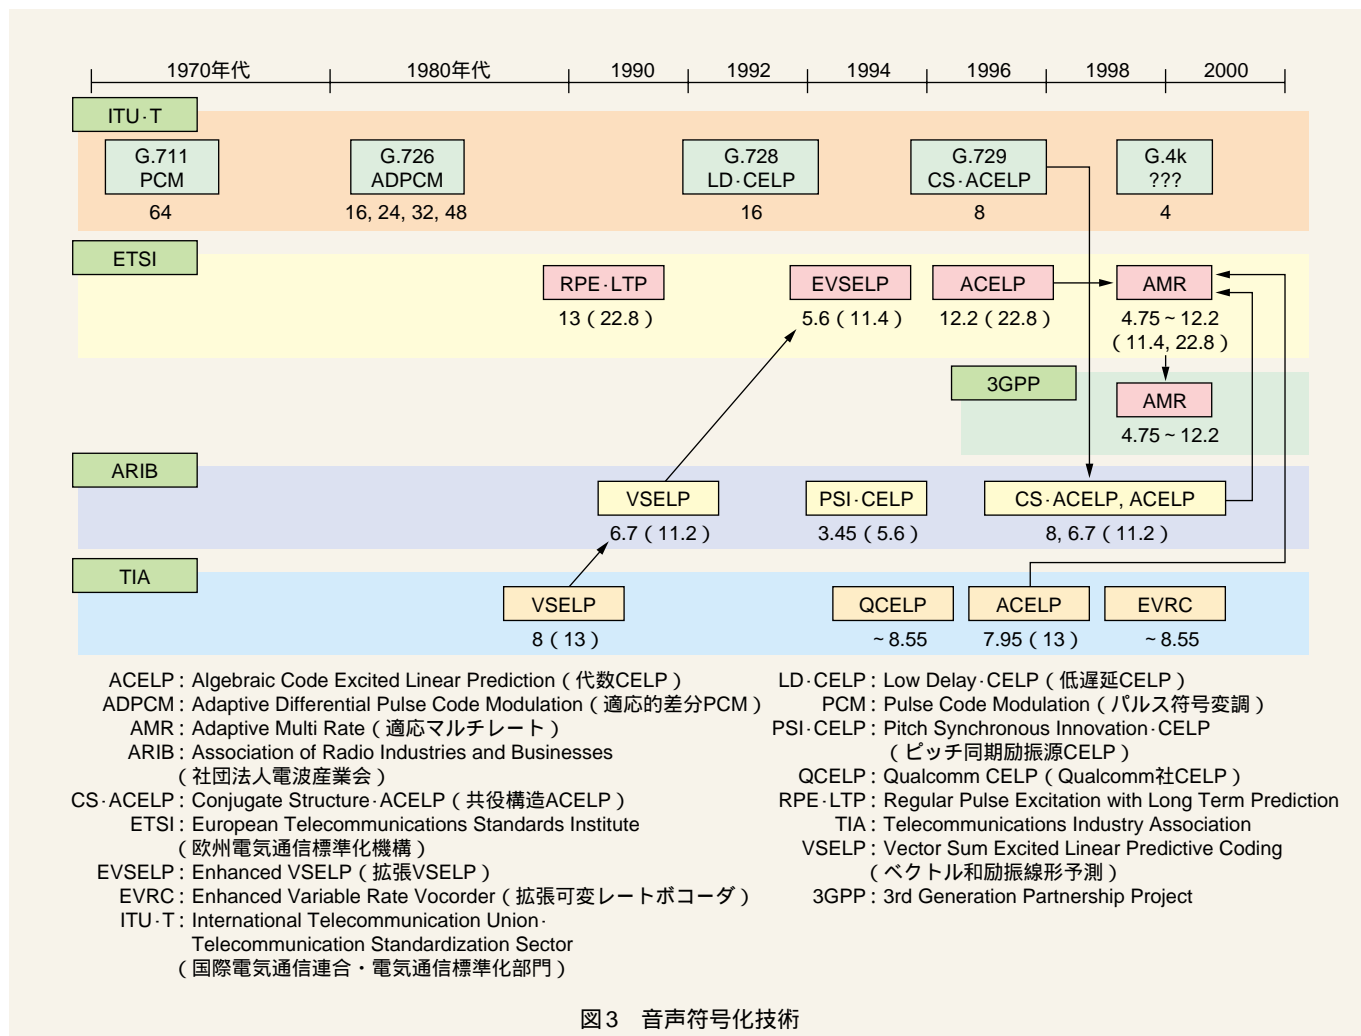 1970年代 1980年代 1990 1992 1994 1996 1998 2000
ITU·T
G.711 PCM
64
G.726 ADPCM
16, 24, 32, 48
G.728 LD·CELP
16
G.729 CS·ACELP
8
G.4k ???
4
ETSI
RPE·LTP
13（22.8）
EVSELP
5.6（11.4）
ACELP
12.2（22.8）
AMR
4.75～12.2
（11.4, 22.8）
3GPP
AMR
4.75～12.2
ARIB
VSELP
6.7（11.2）
PSI·CELP
3.45（5.6）
CS·ACELP, ACELP
8, 6.7（11.2）
TIA
VSELP
8（13）
QCELP
～8.55
ACELP
7.95（13）
EVRC
～8.55
ACELP：Algebraic Code Excited Linear Prediction（代数CELP）
ADPCM：Adaptive Differential Pulse Code Modulation（適応的差分PCM）
AMR：Adaptive Multi Rate（適応マルチレート）
ARIB：Association of Radio Industries and Businesses
（社団法人電波産業会）
CS·ACELP：Conjugate Structure·ACELP（共役構造ACELP）
ETSI：European Telecommunications Standards Institute
（欧州電気通信標準化機構）
EVSELP：Enhanced VSELP（拡張VSELP）
EVRC：Enhanced Variable Rate Vocorder（拡張可変レートボコーダ）
ITU·T：International Telecommunication Union·
Telecommunication Standardization Sector
（国際電気通信連合・電気通信標準化部門）
LD·CELP：Low Delay·CELP（低遅延CELP）
PCM：Pulse Code Modulation（パルス符号変調）
PSI·CELP：Pitch Synchronous Innovation·CELP
（ピッチ同期励振源CELP）
QCELP：Qualcomm CELP（Qualcomm社CELP）
RPE·LTP：Regular Pulse Excitation with Long Term Prediction
TIA：Telecommunications Industry Association
VSELP：Vector Sum Excited Linear Predictive Coding
（ベクトル和励振線形予測）
3GPP：3rd Generation Partnership Project
図3　音声符号化技術